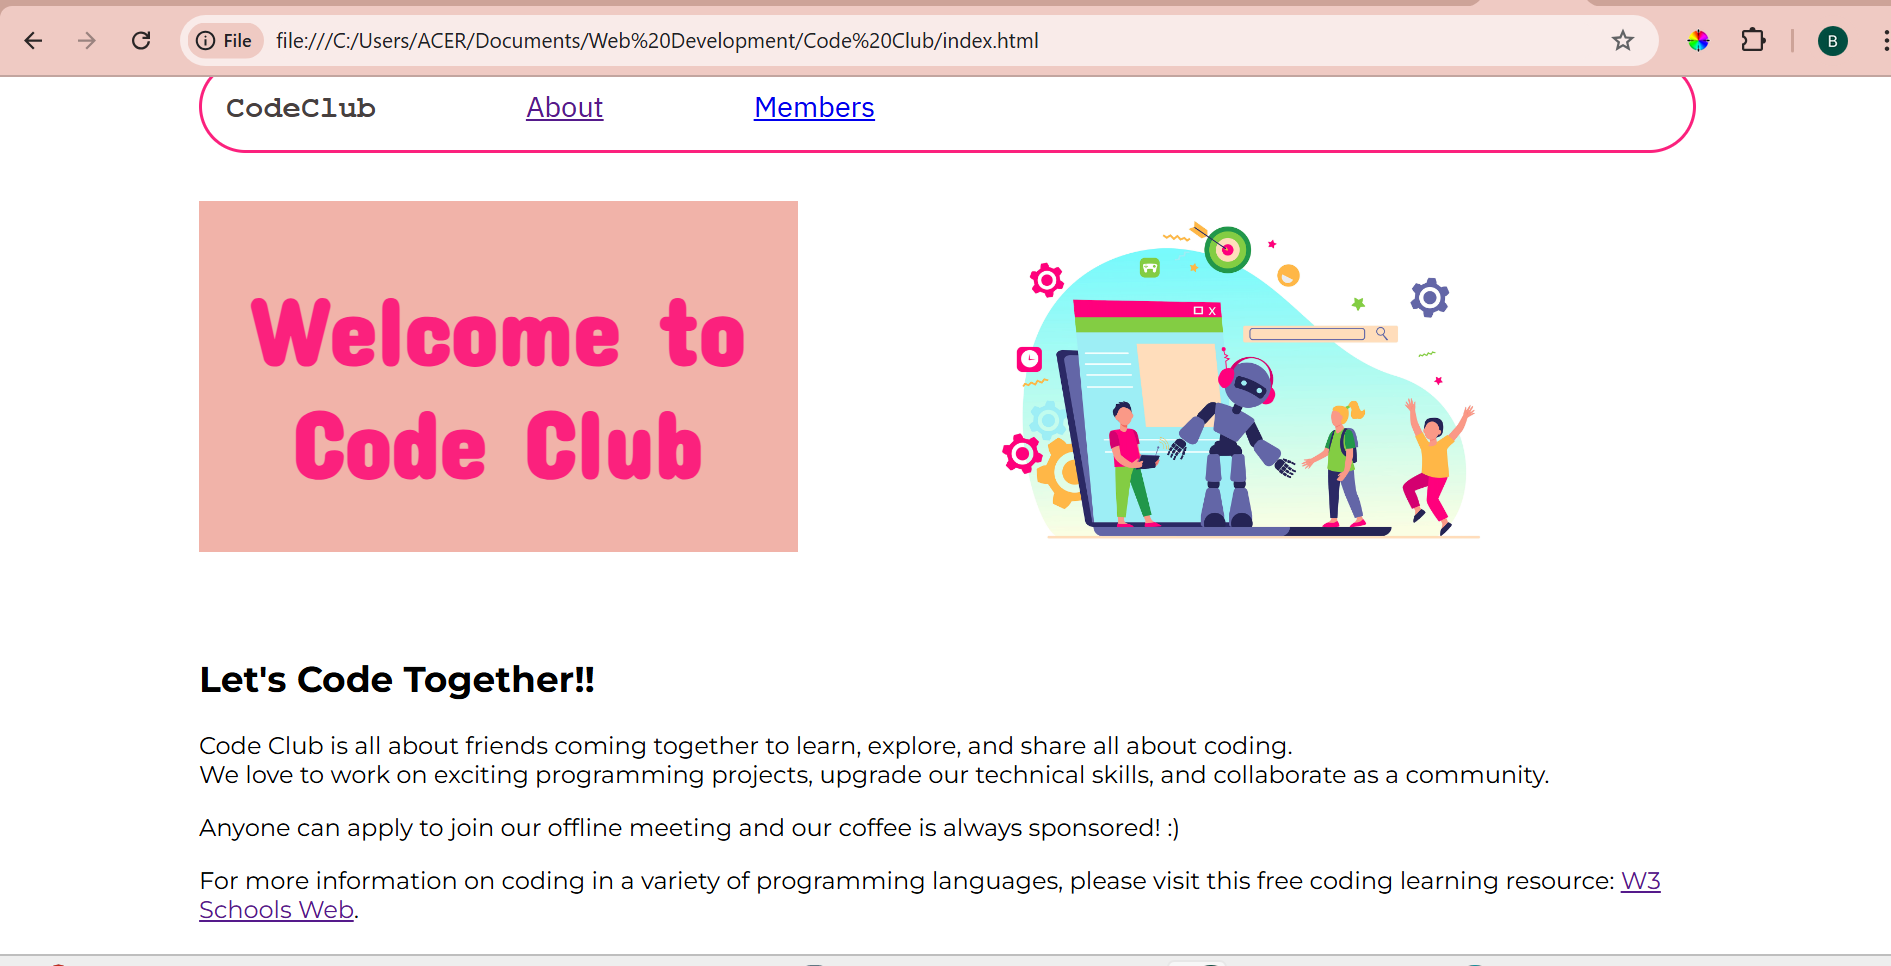 File file:///C:/Users/ACER/Documents/Web%20Development/Code%20Club/index.html
B
CodeClub About Members
Welcome to
Code Club
X
Let's Code Together!!
Code Club is all about friends coming together to learn, explore, and share all about coding.
We love to work on exciting programming projects, upgrade our technical skills, and collaborate as a community.
Anyone can apply to join our offline meeting and our coffee is always sponsored! :)
For more information on coding in a variety of programming languages, please visit this free coding learning resource: W3
Schools Web.